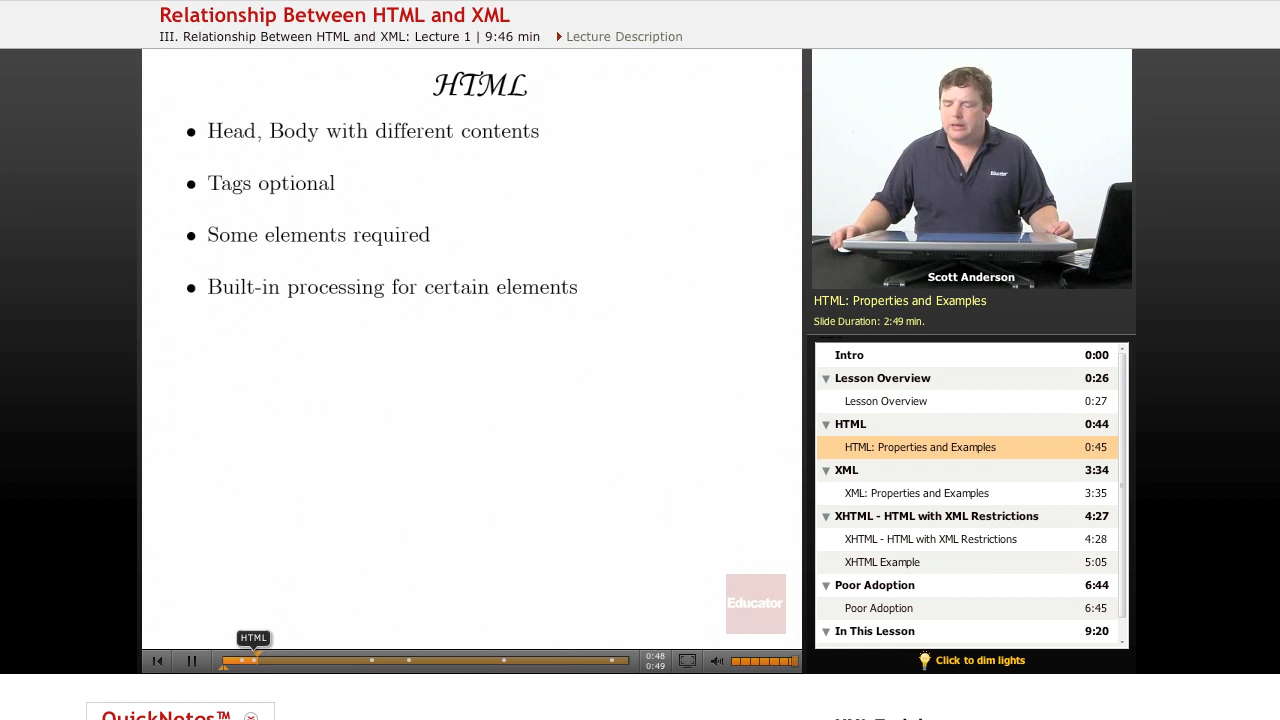 Relationship Between HTML and XML
III. Relationship Between HTML and XML: Lecture 1 | 9:46 min Lecture Description
HTML
• Head, Body with different contents
• Tags optional
• Some elements required
• Built-in processing for certain elements
Educator
HTML
0:48
0:49
Educator
Scott Anderson
HTML: Properties and Examples
Slide Duration: 2:49 min.
Intro 0:00
Lesson Overview 0:26
Lesson Overview 0:27
HTML 0:44
HTML: Properties and Examples 0:45
XML 3:34
XML: Properties and Examples 3:35
XHTML - HTML with XML Restrictions 4:27
XHTML - HTML with XML Restrictions 4:28
XHTML Example 5:05
Poor Adoption 6:44
Poor Adoption 6:45
In This Lesson 9:20
Click to dim lights
QuickNotes™